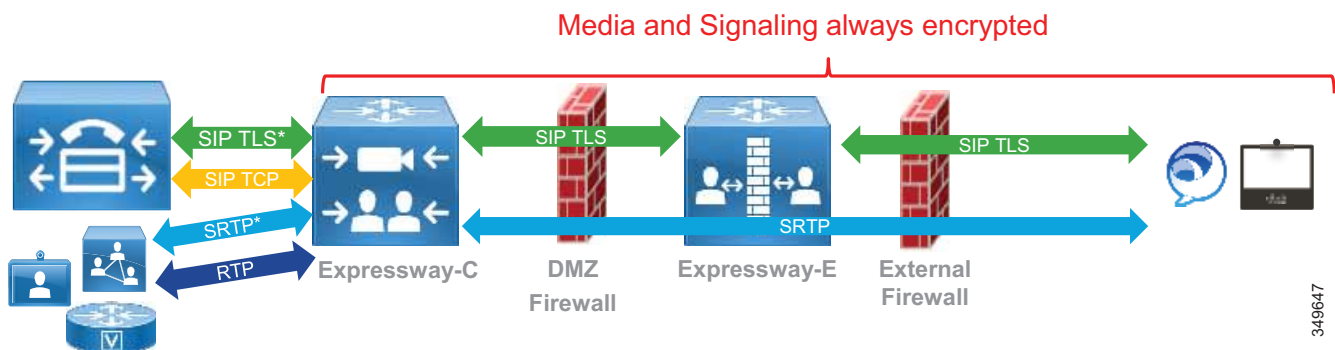 Media and Signaling always encrypted
SIP TLS*
SIP TLS
SIP TLS
SIP TCP
SRTP*
SRTP
RTP
Expressway-C
DMZ
Firewall
Expressway-E
External
Firewall
V
349647